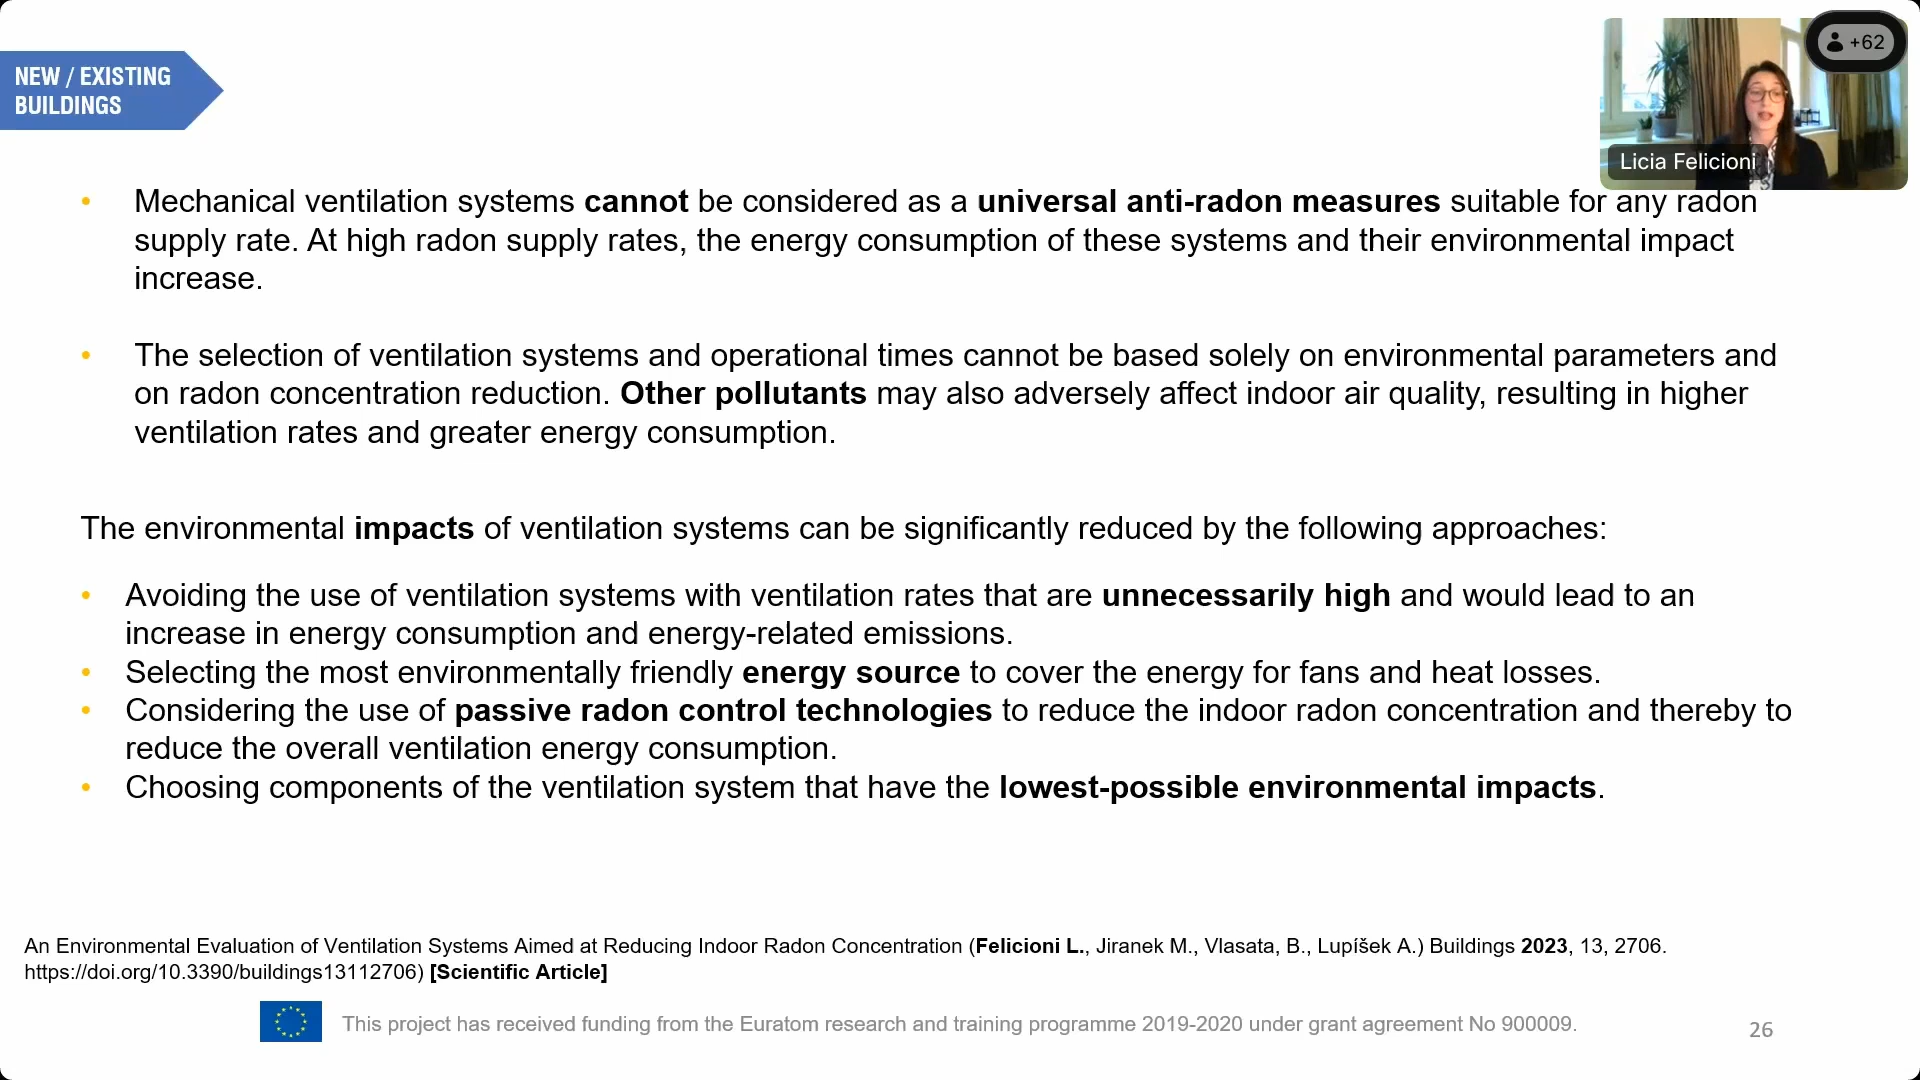 NEW / EXISTING
BUILDINGS
+62
Licia Felicioni
• Mechanical ventilation systems cannot be considered as a universal anti-radon measures suitable for any radon
supply rate. At high radon supply rates, the energy consumption of these systems and their environmental impact
increase.
• The selection of ventilation systems and operational times cannot be based solely on environmental parameters and
on radon concentration reduction. Other pollutants may also adversely affect indoor air quality, resulting in higher
ventilation rates and greater energy consumption.
The environmental impacts of ventilation systems can be significantly reduced by the following approaches:
• Avoiding the use of ventilation systems with ventilation rates that are unnecessarily high and would lead to an
increase in energy consumption and energy-related emissions.
• Selecting the most environmentally friendly energy source to cover the energy for fans and heat losses.
• Considering the use of passive radon control technologies to reduce the indoor radon concentration and thereby to
reduce the overall ventilation energy consumption.
• Choosing components of the ventilation system that have the lowest-possible environmental impacts.
An Environmental Evaluation of Ventilation Systems Aimed at Reducing Indoor Radon Concentration (Felicioni L., Jiranek M., Vlasata, B., Lupíšek A.) Buildings 2023, 13, 2706.
https://doi.org/10.3390/buildings13112706) [Scientific Article]
This project has received funding from the Euratom research and training programme 2019-2020 under grant agreement No 900009.
26